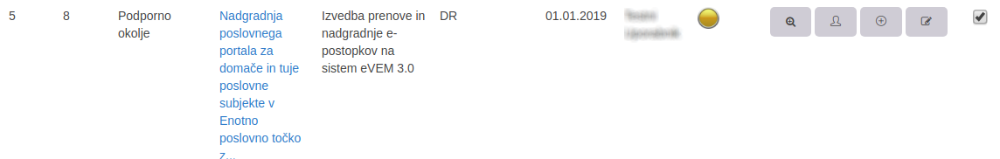 5
8
Podporno
okolje
Nadgradnja
poslovnega
portala za
domače in tuje
poslovne
subjekte v
Enotno
poslovno točko
z...
Izvedba prenove in
nadgradnje e-
postopkov na
sistem eVEM 3.0
DR
01.01.2019